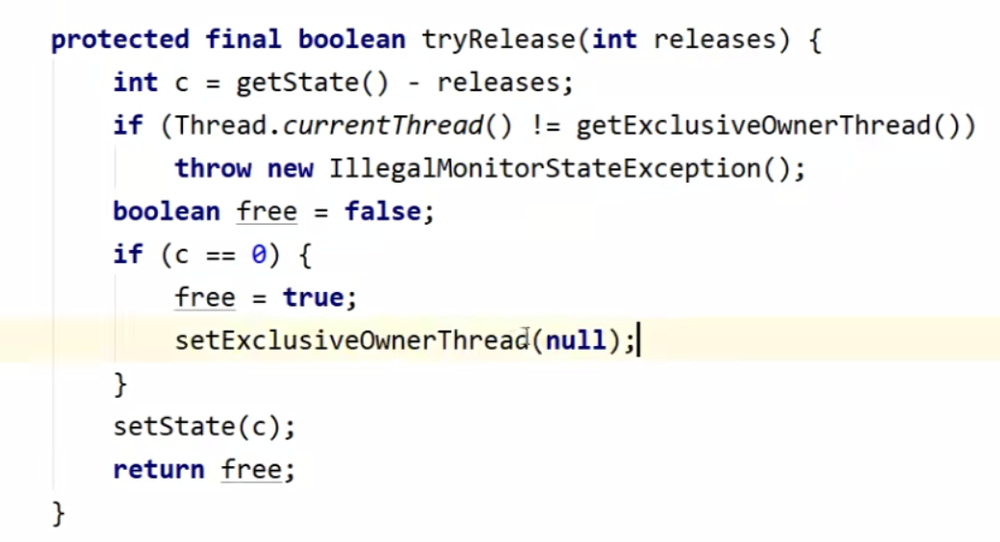 protected final boolean tryRelease(int releases) {
    int c = getState() - releases;
    if (Thread.currentThread() != getExclusiveOwnerThread())
        throw new IllegalMonitorStateException();
    boolean free = false;
    if (c == 0) {
        free = true;
        setExclusiveOwnerThread(null);
    }
    setState(c);
    return free;
}